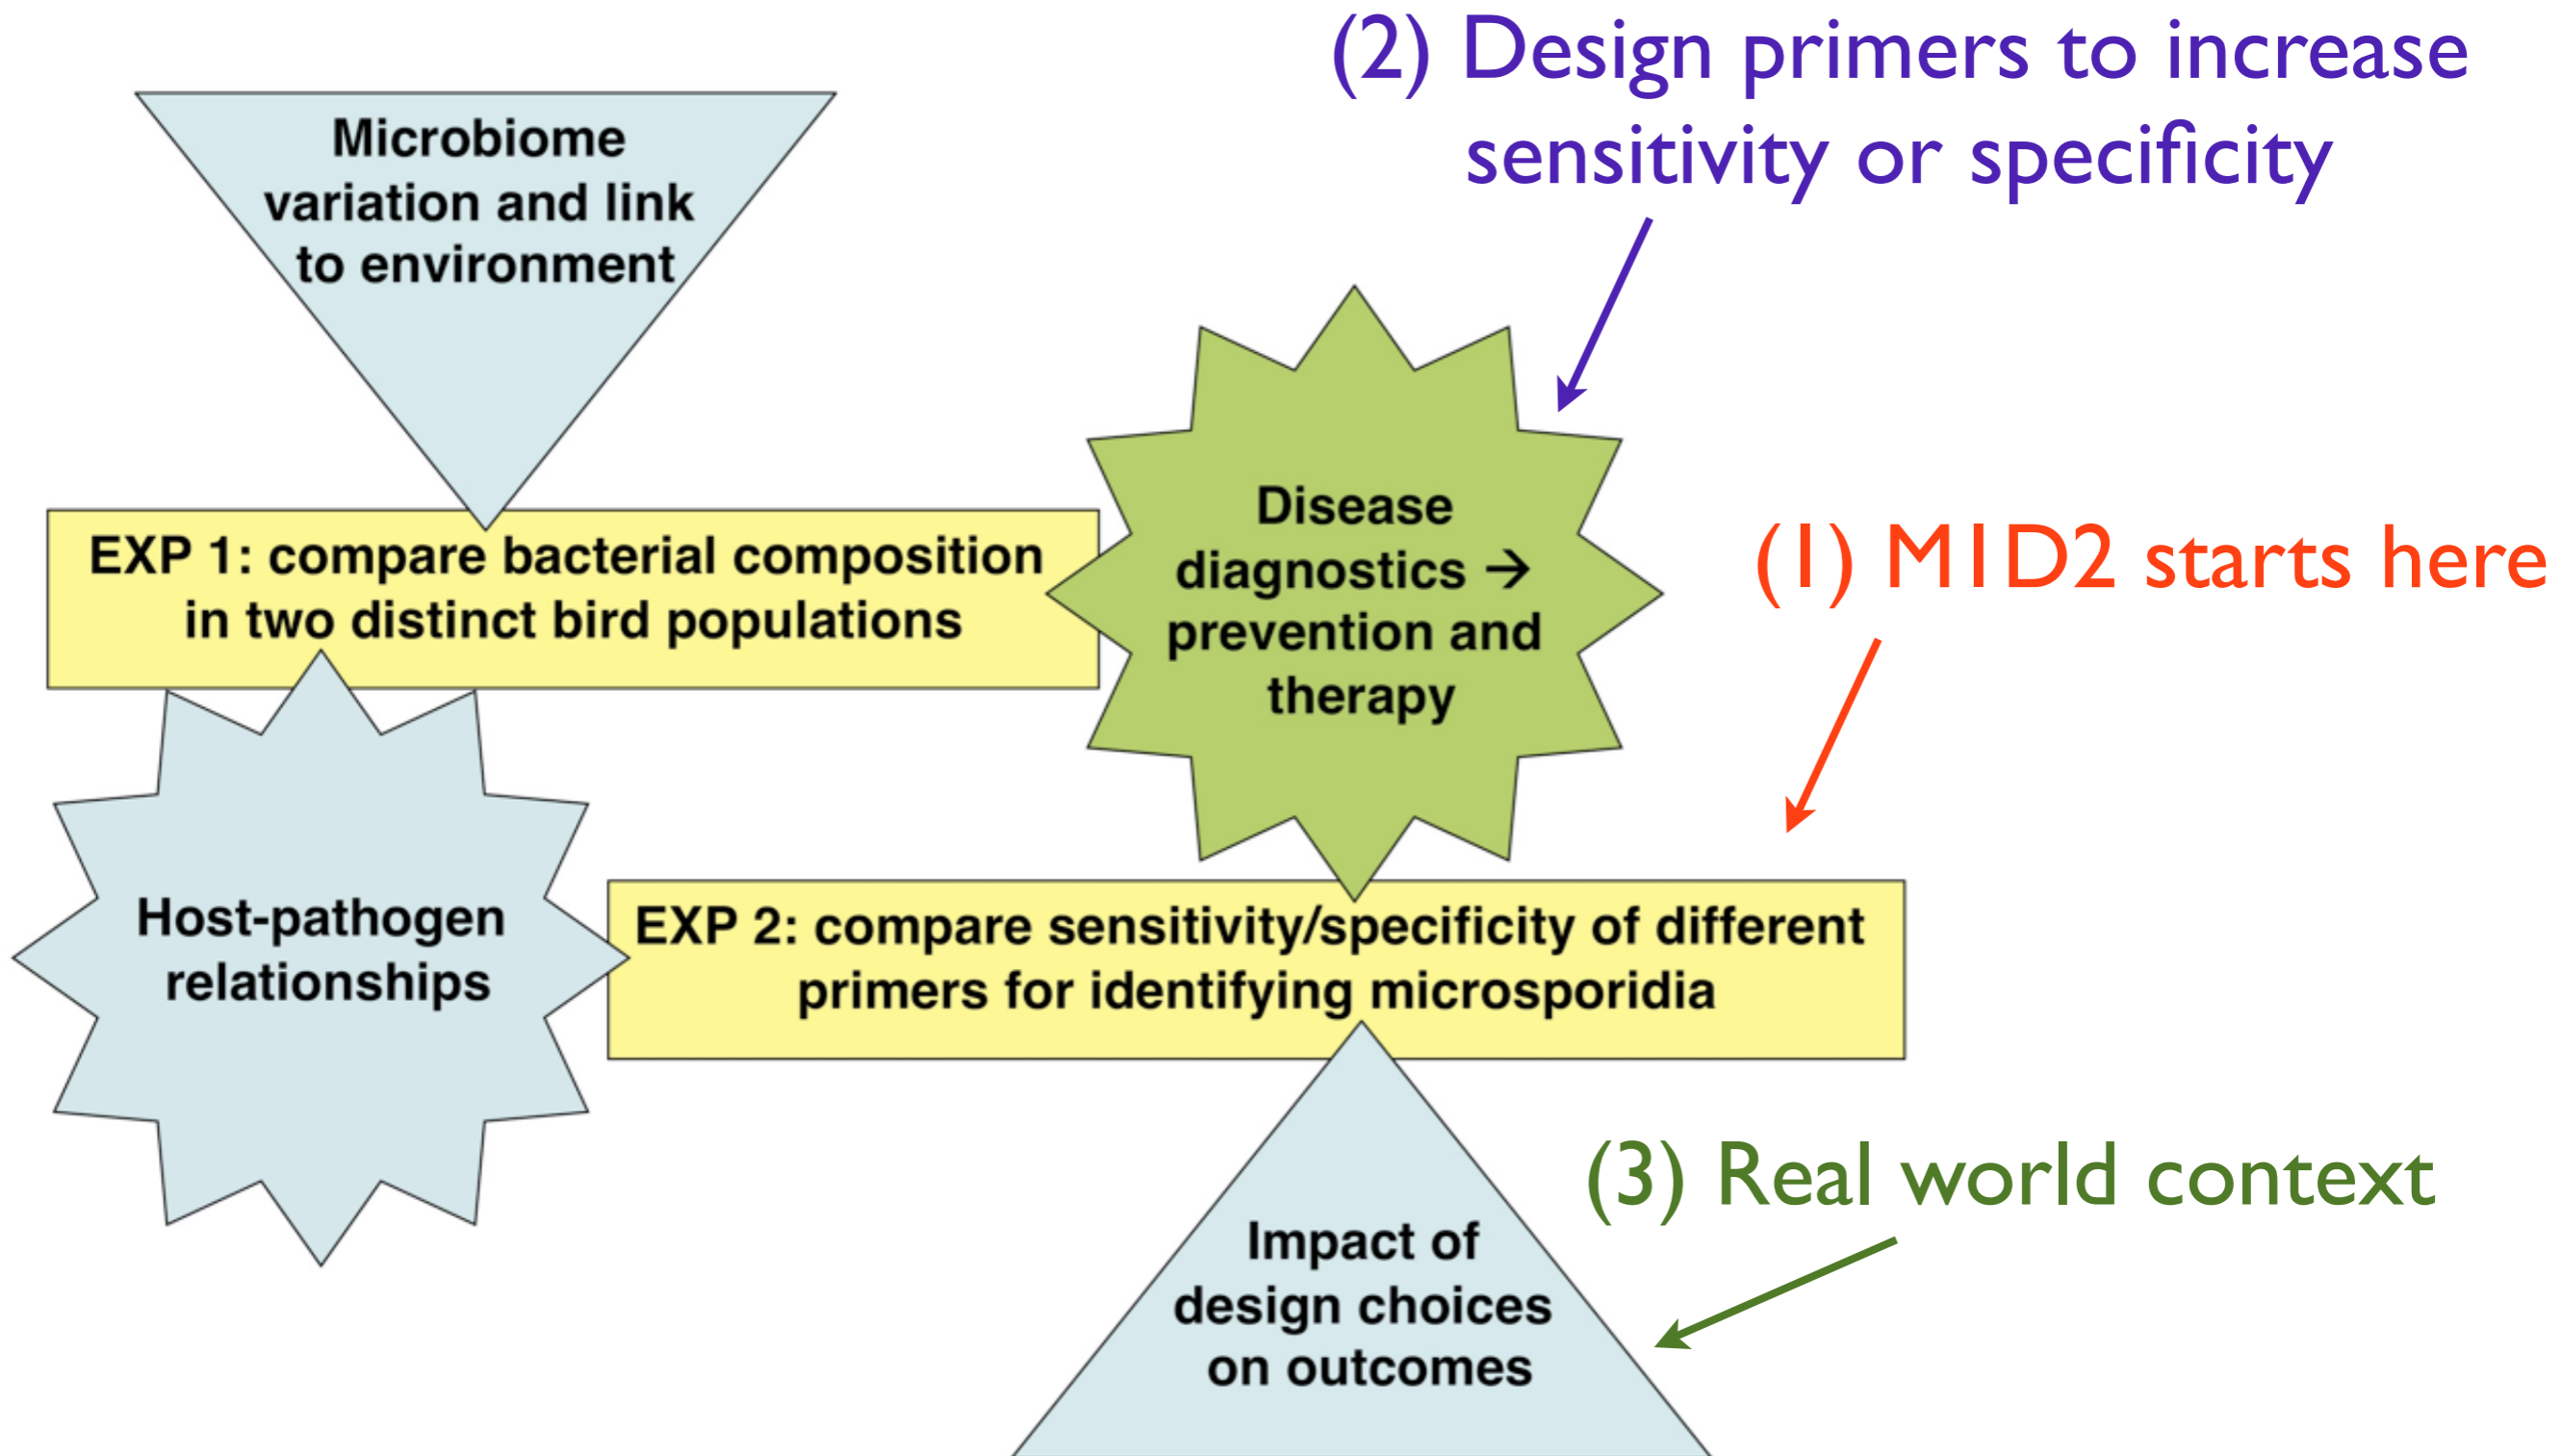 (2) Design primers to increase
sensitivity or specificity
Microbiome
variation and link
to environment
EXP 1: compare bacterial composition
in two distinct bird populations
Disease
diagnostics →
prevention and
therapy
(1) M1D2 starts here
Host-pathogen
relationships
EXP 2: compare sensitivity/specificity of different
primers for identifying microsporidia
(3) Real world context
Impact of
design choices
on outcomes